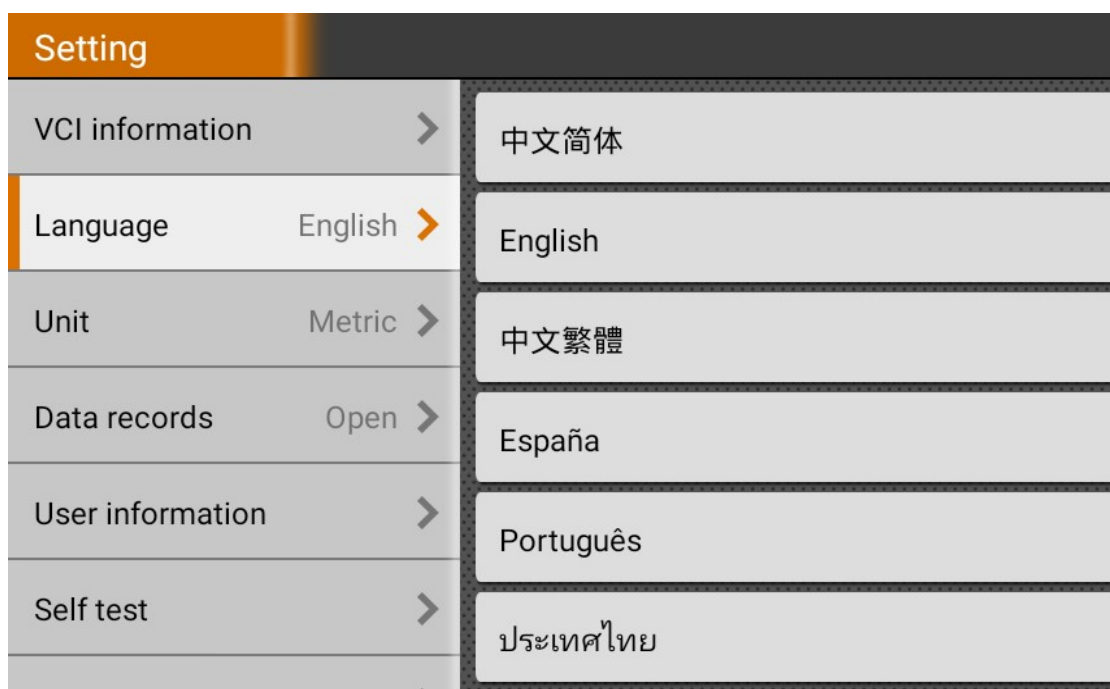 Setting
VCI information
Language English
Unit Metric
Data records Open
User information
Self test
中文简体
English
中文繁體
España
Português
ประเทศไทย